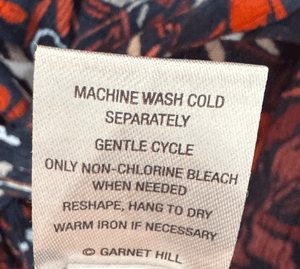 MACHINE WASH COLD
SEPARATELY
GENTLE CYCLE
ONLY NON-CHLORINE BLEACH
WHEN NEEDED
RESHAPE, HANG TO DRY
WARM IRON IF NECESSARY
© GARNET HILL